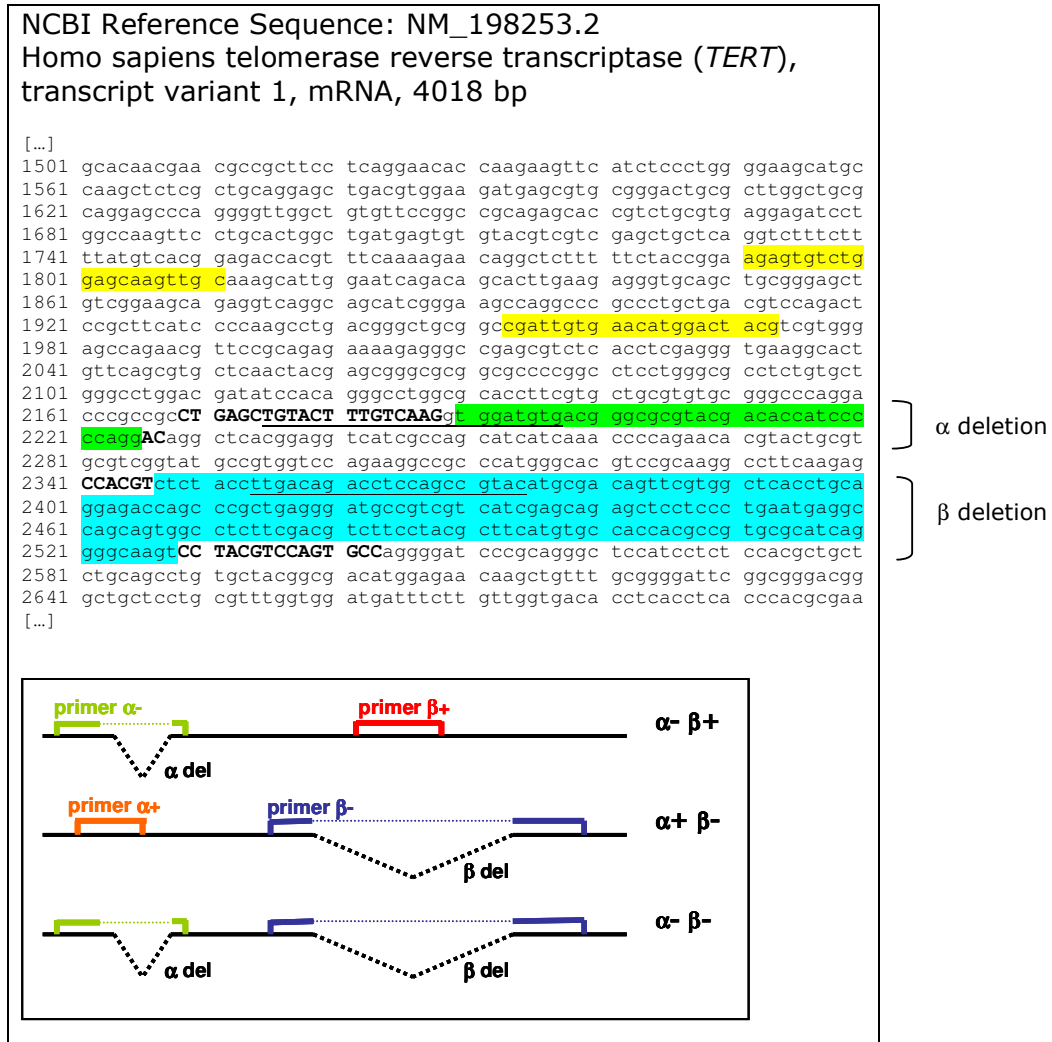 NCBI Reference Sequence: NM_198253.2
Homo sapiens telomerase reverse transcriptase (TERT),
transcript variant 1, mRNA, 4018 bp
[…]
1501 gcacaacgaa cgccgcttcc tcaggaacac caagaagttc atctccctgg ggaagcatgc
1561 caagctctcg ctgcaggagc tgacgtggaa gatgagcgtg cgggactgcg cttggctgcg
1621 caggagccca ggggttggct gtgttccggc cgcagagcac cgtctgcgtg aggagatcct
1681 ggccaagttc ctgcactggc tgatgagtgt gtacgtcgtc gagctgctca ggtctttctt
1741 ttatgtcacg gagaccacgt ttcaaaagaa caggctcttt ttctaccgga agagtgtctg
1801 gagcaagttg caaagcattg gaatcagaca gcacttgaag agggtgcagc tgcgggagct
1861 gtcggaagca gaggtcaggc agcatcggga agccaggccc gccctgctga cgtccagact
1921 ccgcttcatc cccaagcctg acgggctgcg gccgattgtg aacatggact acgtcgtggg
1981 agccagaacg ttccgcagag aaaagagggc cgagcgtctc acctcgaggg tgaaggcact
2041 gttcagcgtg ctcaactacg agcgggcgcg gcgccccggc ctcctgggcg cctctgtgct
2101 gggcctggac gatatccaca gggcctggcg caccttcgtg ctgcgtgtgc gggcccagga
2161 cccgccgcCT GAGCTGTACT TTGTCAAGgt ggatgtgacg ggcgcgtacg acaccatccc
2221 ccaggACagg ctcacggagg tcatcgccag catcatcaaa ccccagaaca cgtactgcgt
2281 gcgtcggtat gccgtggtcc agaaggccgc ccatgggcac gtccgcaagg ccttcaagag
2341 CCACGTctct accttgacag acctccagcc gtacatgcga cagttcgtgg ctcacctgca
2401 ggagaccagc ccgctgaggg atgccgtcgt catcgagcag agctcctccc tgaatgaggc
2461 cagcagtggc ctcttcgacg tcttcctacg cttcatgtgc caccacgccg tgcgcatcag
2521 gggcaagtCC TACGTCCAGT GCCaggggat cccgcagggc tccatcctct ccacgctgct
2581 ctgcagcctg tgctacggcg acatggagaa caagctgttt gcggggattc ggcgggacgg
2641 gctgctcctg cgtttggtgg atgatttctt gttggtgaca cctcacctca cccacgcgaa
[…]
α deletion
β deletion
primer α-
primer β+
α- β+
α del
primer α+
primer β-
α+ β-
β del
α- β-
α del
β del